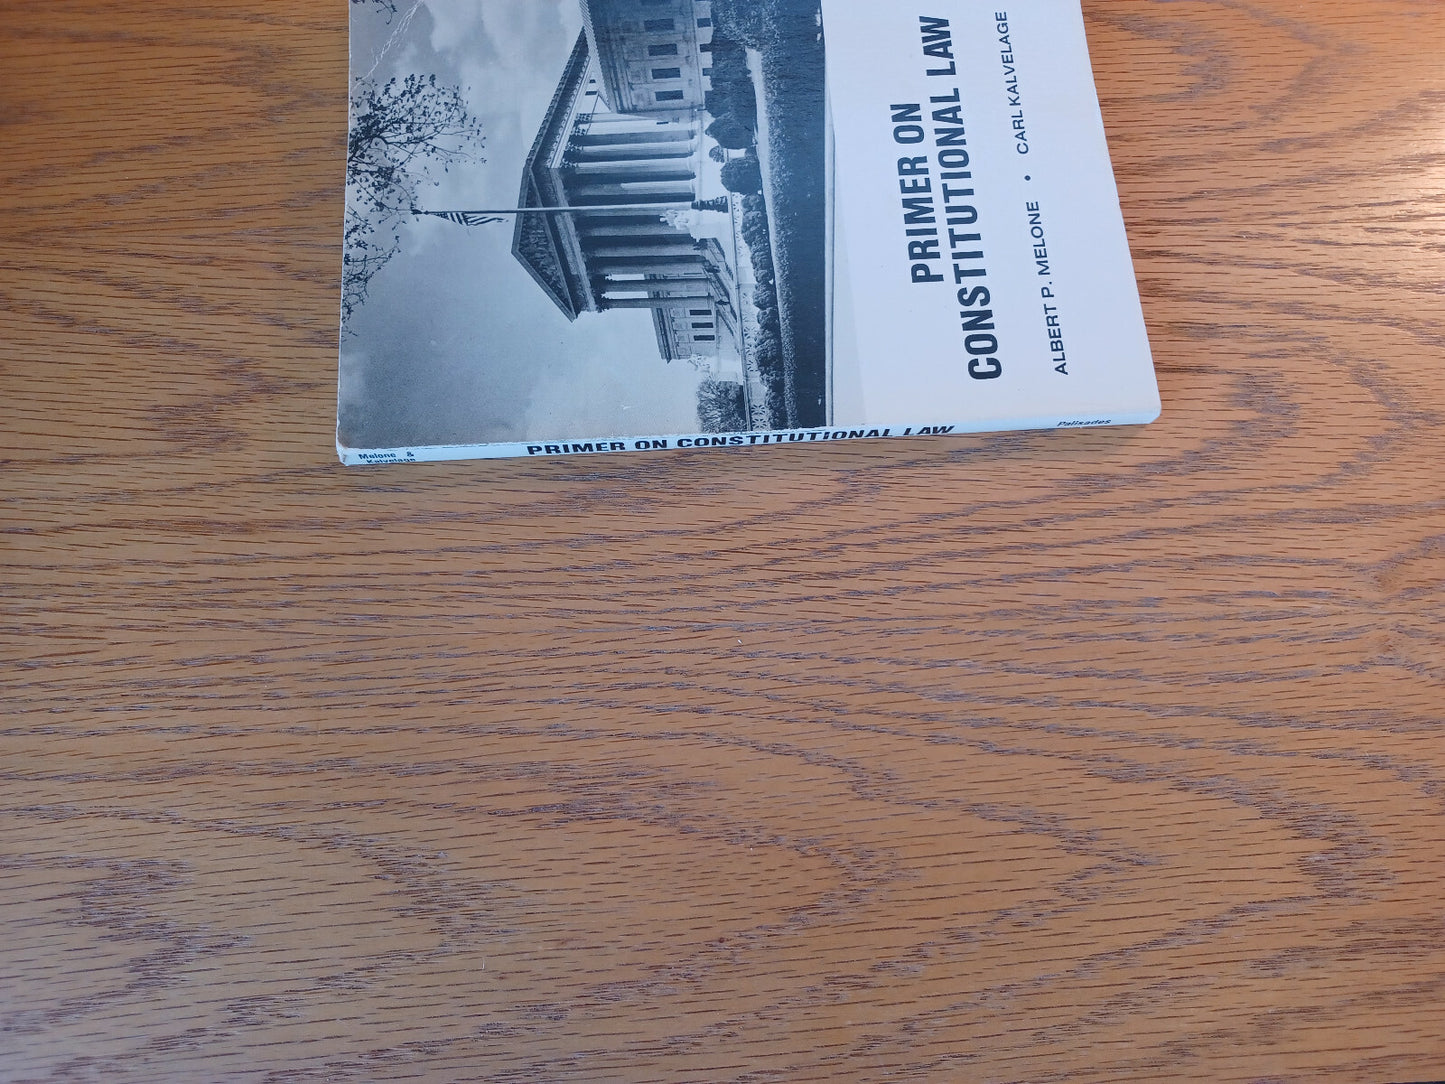 PRIMER ON
CONSTITUTIONAL LAW
ALBERT P. MELONE • CARL KALVELAGE
Melone &
Kalvelage
PRIMER ON CONSTITUTIONAL LAW
Palisades